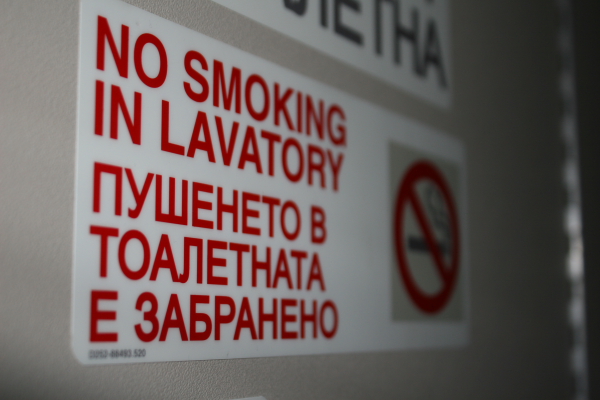 NO SMOKING
IN LAVATORY
ПУШЕНЕТО В
ТОАЛЕТНАТА
Е ЗАБРАНЕНО